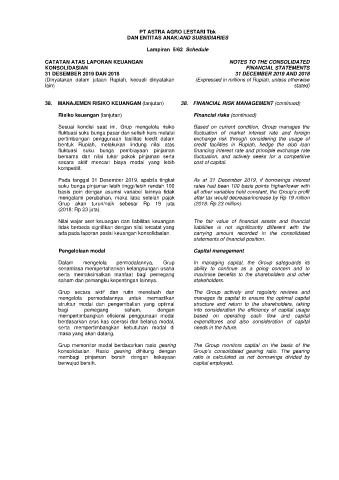 PT ASTRA AGRO LESTARI Tbk
DAN ENTITAS ANAK/AND SUBSIDIARIES
Lampiran 5/62 Schedule
CATATAN ATAS LAPORAN KEUANGAN
KONSOLIDASIAN
31 DESEMBER 2019 DAN 2018
(Dinyatakan dalam jutaan Rupiah, kecuali dinyatakan
lain)
NOTES TO THE CONSOLIDATED
FINANCIAL STATEMENTS
31 DECEMBER 2019 AND 2018
(Expressed in millions of Rupiah, unless otherwise
stated)
38. MANAJEMEN RISIKO KEUANGAN (lanjutan)
Risiko keuangan (lanjutan)
Sesuai kondisi saat ini, Grup mengelola risiko
fluktuasi suku bunga pasar dan selisih kurs melalui
pertimbangan penggunaan fasilitas kredit dalam
bentuk Rupiah, melakukan lindung nilai atas
fluktuasi suku bunga pembiayaan pinjaman
bersama dan nilai tukar pokok pinjaman serta
secara aktif mencari biaya modal yang lebih
kompetitif.
Pada tanggal 31 Desember 2019, apabila tingkat
suku bunga pinjaman lebih tinggi/lebih rendah 100
basis poin dengan asumsi variabel lainnya tidak
mengalami perubahan, maka laba setelah pajak
Grup akan turun/naik sebesar Rp 19 juta
(2018: Rp 23 juta).
Nilai wajar aset keuangan dan liabilitas keuangan
tidak berbeda signifikan dengan nilai tercatat yang
ada pada laporan posisi keuangan konsolidasian.
Pengelolaan modal
Dalam mengelola permodalannya, Grup
senantiasa mempertahankan kelangsungan usaha
serta memaksimalkan manfaat bagi pemegang
saham dan pemangku kepentingan lainnya.
Grup secara aktif dan rutin menelaah dan
mengelola permodalannya untuk memastikan
struktur modal dan pengembalian yang optimal
bagi pemegang saham, dengan
mempertimbangkan efisiensi penggunaan modal
berdasarkan arus kas operasi dan belanja modal,
serta mempertimbangkan kebutuhan modal di
masa yang akan datang.
Grup memonitor modal berdasarkan rasio gearing
konsolidasian. Rasio gearing dihitung dengan
membagi pinjaman bersih dengan kekayaan
berwujud bersih.
38. FINANCIAL RISK MANAGEMENT (continued)
Financial risks (continued)
Based on current condition, Group manages the
fluctuation of market interest rate and foreign
exchange risk through considering the usage of
credit facilities in Rupiah, hedge the club loan
financing interest rate and principle exchange rate
fluctuation, and actively seeks for a competitive
cost of capital.
As at 31 December 2019, if borrowings interest
rates had been 100 basis points higher/lower with
all other variables held constant, the Group's profit
after tax would decrease/increase by Rp 19 million
(2018: Rp 23 million).
The fair value of financial assets and financial
liabilities is not significantly different with the
carrying amount recorded in the consolidated
statements of financial position.
Capital management
In managing its capital, the Group safeguards its
ability to continue as a going concern and to
maximise benefits to the shareholders and other
stakeholders.
The Group actively and regularly reviews and
manages its capital to ensure the optimal capital
structure and return to the shareholders, taking
into consideration the efficiency of capital usage
based on operating cash flow and capital
expenditures and also consideration of capital
needs in the future.
The Group monitors capital on the basis of the
Group's consolidated gearing ratio. The gearing
ratio is calculated as net borrowings divided by
capital employed.